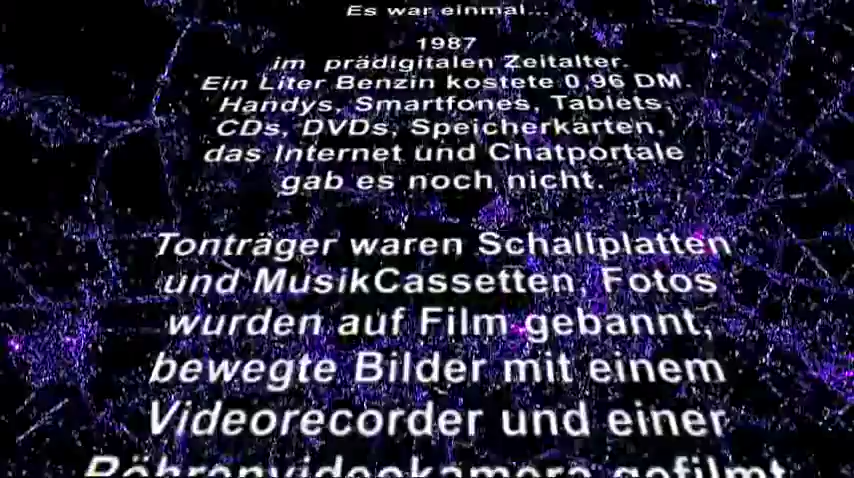 Es war einmal...
1987
im prädigitalen Zeitalter.
Ein Liter Benzin kostete 0,96 DM.
Handys, Smartfones, Tablets,
CDs, DVDs, Speicherkarten,
das Internet und Chatportale
gab es noch nicht.
Tonträger waren Schallplatten
und MusikCassetten, Fotos
wurden auf Film gebannt,
bewegte Bilder mit einem
Videorecorder und einer
Röhrenvideokamera gefilmt